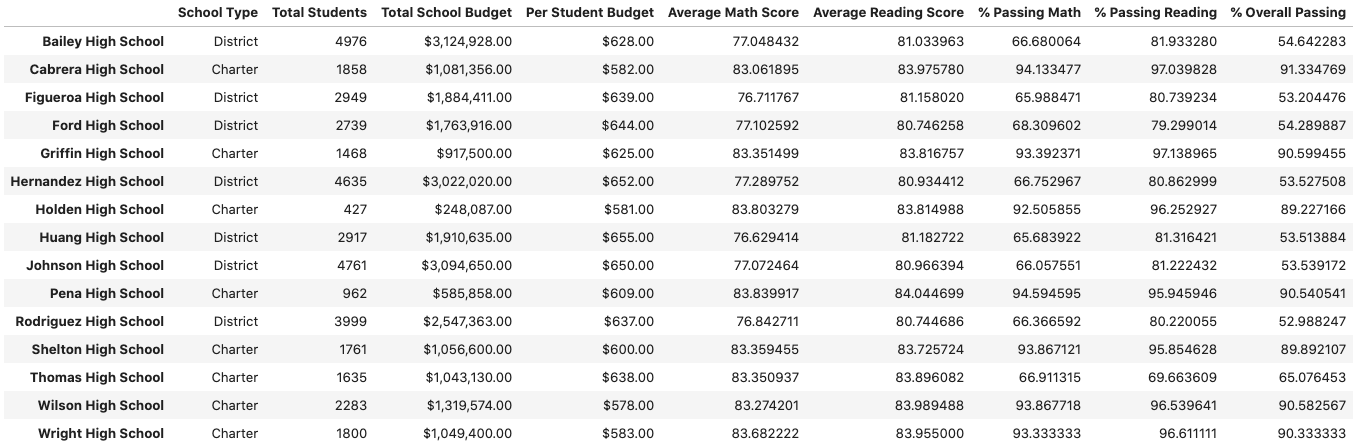 School Type Total Students Total School Budget Per Student Budget Average Math Score Average Reading Score % Passing Math % Passing Reading % Overall Passing
Bailey High School District 4976 $3,124,928.00 $628.00 77.048432 81.033963 66.680064 81.933280 54.642283
Cabrera High School Charter 1858 $1,081,356.00 $582.00 83.061895 83.975780 94.133477 97.039828 91.334769
Figueroa High School District 2949 $1,884,411.00 $639.00 76.711767 81.158020 65.988471 80.739234 53.204476
Ford High School District 2739 $1,763,916.00 $644.00 77.102592 80.746258 68.309602 79.299014 54.289887
Griffin High School Charter 1468 $917,500.00 $625.00 83.351499 83.816757 93.392371 97.138965 90.599455
Hernandez High School District 4635 $3,022,020.00 $652.00 77.289752 80.934412 66.752967 80.862999 53.527508
Holden High School Charter 427 $248,087.00 $581.00 83.803279 83.814988 92.505855 96.252927 89.227166
Huang High School District 2917 $1,910,635.00 $655.00 76.629414 81.182722 65.683922 81.316421 53.513884
Johnson High School District 4761 $3,094,650.00 $650.00 77.072464 80.966394 66.057551 81.222432 53.539172
Pena High School Charter 962 $585,858.00 $609.00 83.839917 84.044699 94.594595 95.945946 90.540541
Rodriguez High School District 3999 $2,547,363.00 $637.00 76.842711 80.744686 66.366592 80.220055 52.988247
Shelton High School Charter 1761 $1,056,600.00 $600.00 83.359455 83.725724 93.867121 95.854628 89.892107
Thomas High School Charter 1635 $1,043,130.00 $638.00 83.350937 83.896082 66.911315 69.663609 65.076453
Wilson High School Charter 2283 $1,319,574.00 $578.00 83.274201 83.989488 93.867718 96.539641 90.582567
Wright High School Charter 1800 $1,049,400.00 $583.00 83.682222 83.955000 93.333333 96.611111 90.333333